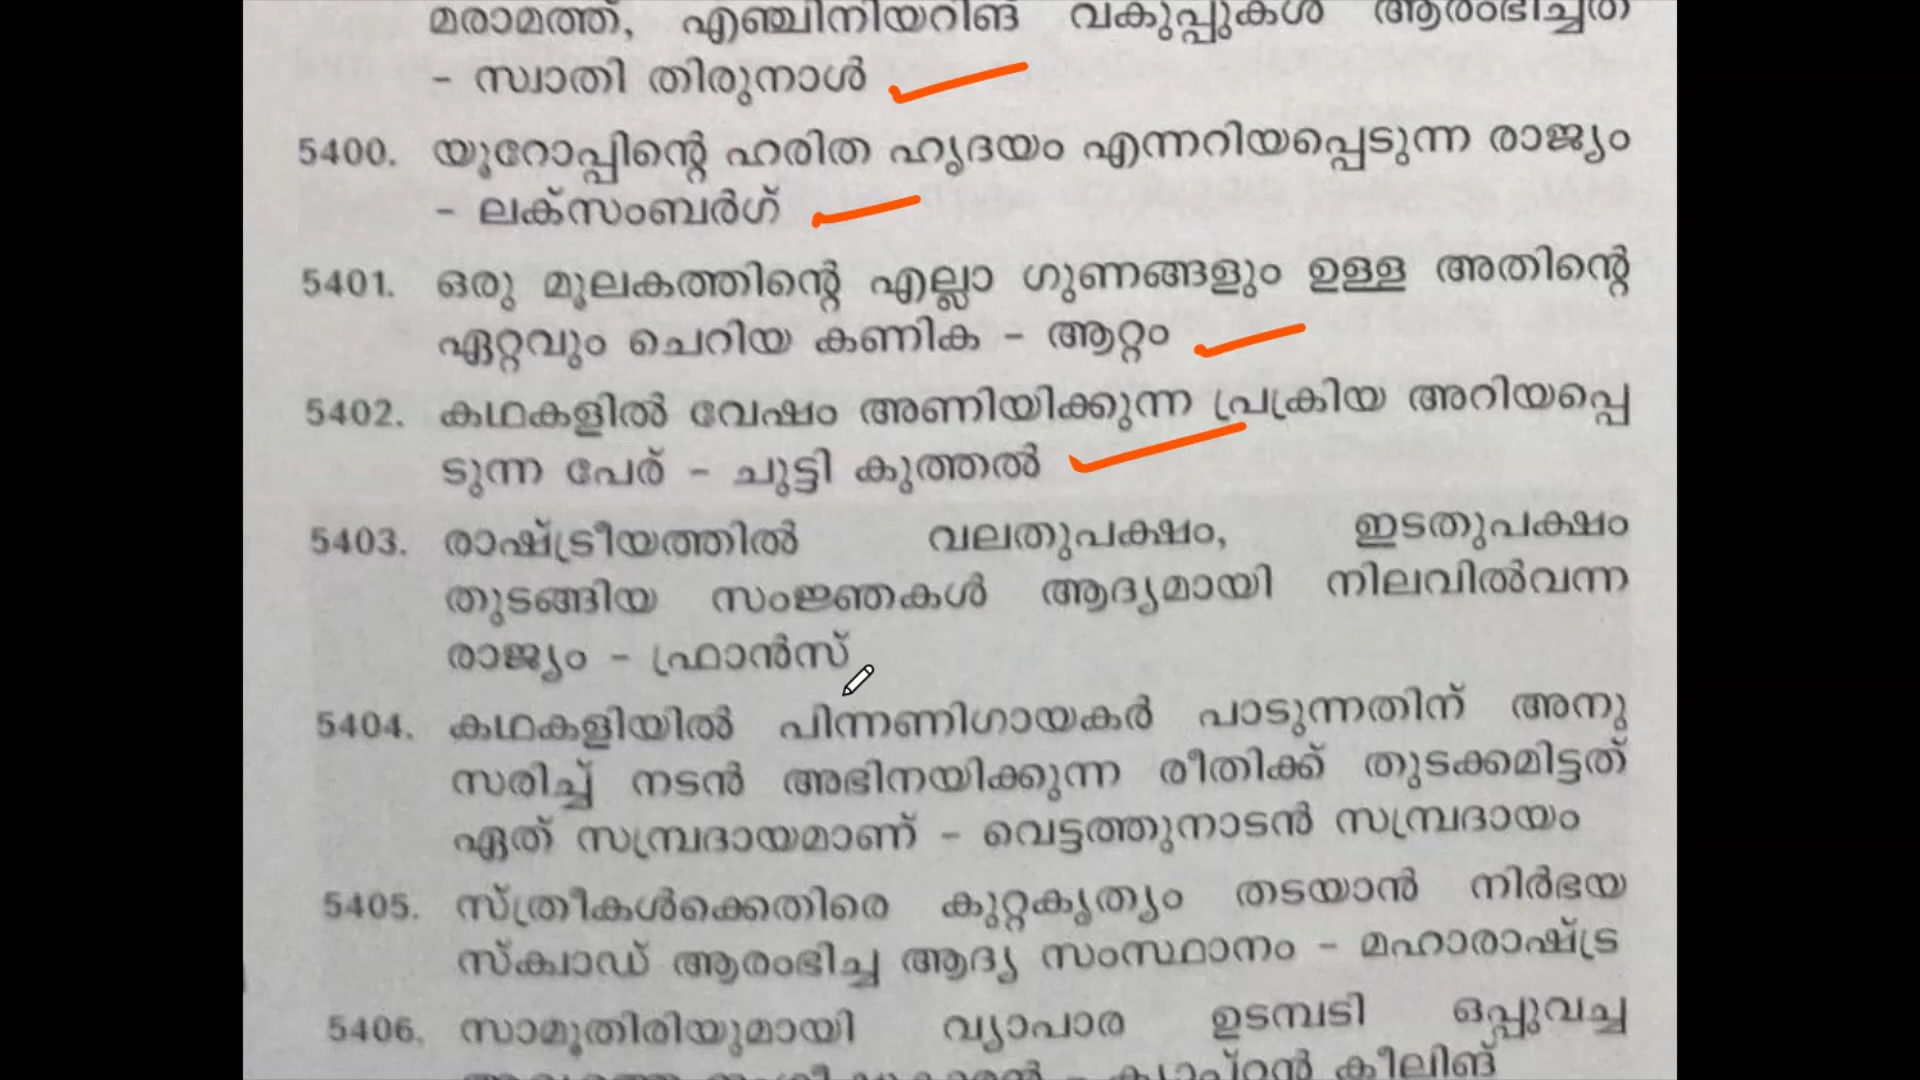 മരാമത്ത്, എഞ്ചിനിയറിങ് വകുപ്പുകൾ ആരംഭിച്ചത്
- സ്വാതി തിരുനാൾ
5400. യൂറോപ്പിന്റെ ഹരിത ഹൃദയം എന്നറിയപ്പെടുന്ന രാജ്യം
- ലക്സംബർഗ്
5401. ഒരു മൂലകത്തിന്റെ എല്ലാ ഗുണങ്ങളും ഉള്ള അതിന്റെ
ഏറ്റവും ചെറിയ കണിക - ആറ്റം
5402. കഥകളിൽ വേഷം അണിയിക്കുന്ന പ്രക്രിയ അറിയപ്പെ
ടുന്ന പേര് - ചുട്ടി കുത്തൽ
5403. രാഷ്ട്രീയത്തിൽ വലതുപക്ഷം, ഇടതുപക്ഷം
തുടങ്ങിയ സംജ്ഞകൾ ആദ്യമായി നിലവിൽവന്ന
രാജ്യം - ഫ്രാൻസ്
5404. കഥകളിയിൽ പിന്നണിഗായകർ പാടുന്നതിന് അനു
സരിച്ച് നടൻ അഭിനയിക്കുന്ന രീതിക്ക് തുടക്കമിട്ടത്
ഏത് സമ്പ്രദായമാണ് - വെട്ടത്തുനാടൻ സമ്പ്രദായം
5405. സ്ത്രീകൾക്കെതിരെ കുറ്റകൃത്യം തടയാൻ നിർഭയ
സ്ക്വാഡ് ആരംഭിച്ച ആദ്യ സംസ്ഥാനം - മഹാരാഷ്ട്ര
5406. സാമൂതിരിയുമായി വ്യാപാര ഉടമ്പടി ഒപ്പുവച്ച
- ക്യാപ്റ്റൻ കീലിങ്